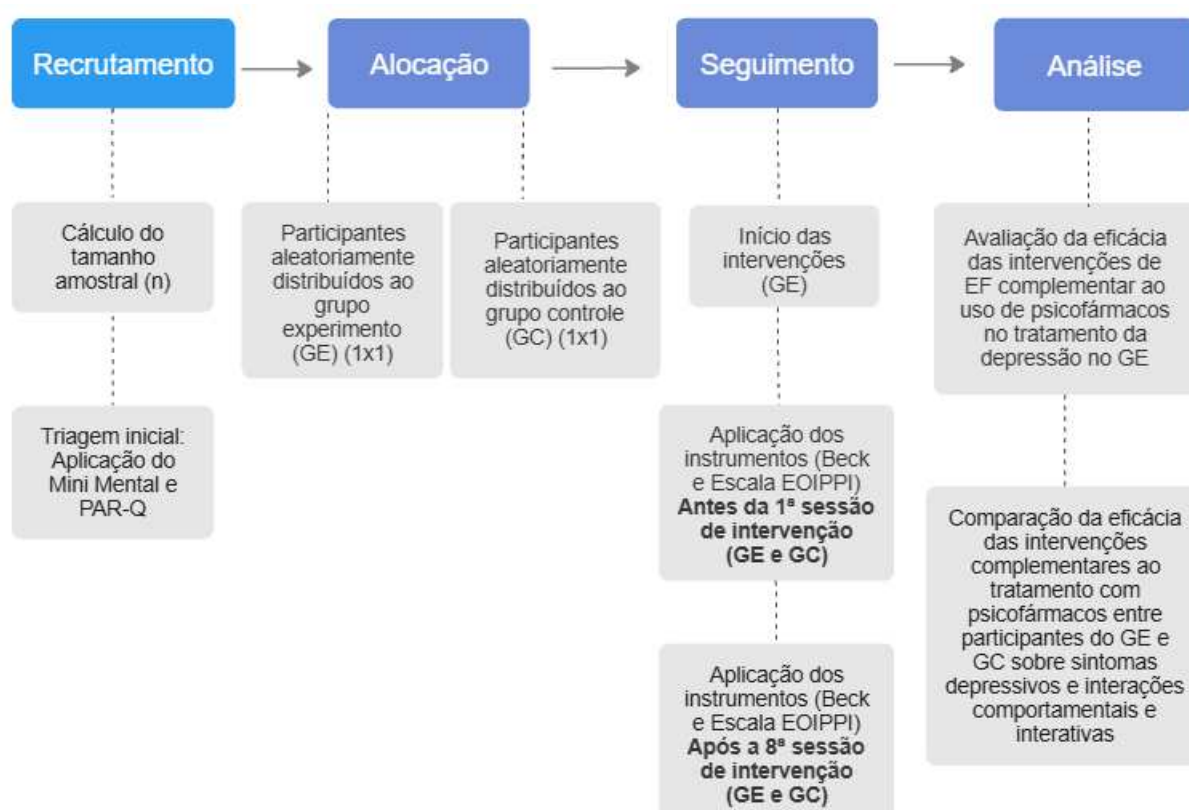 Recrutamento
Alocação
Seguimento
Análise
Cálculo do
tamanho
amostral (n)
Triagem inicial:
Aplicação do
Mini Mental e
PAR-Q
Participantes
aleatoriamente
distribuídos ao
grupo
experimento
(GE) (1x1)
Participantes
aleatoriamente
distribuídos ao
grupo controle
(GC) (1x1)
Início das
intervenções
(GE)
Aplicação dos
instrumentos (Beck
e Escala EOIPPI)
Antes da 1ª sessão
de intervenção
(GE e GC)
Aplicação dos
instrumentos (Beck
e Escala EOIPPI)
Após a 8ª sessão
de intervenção
(GE e GC)
Avaliação da eficácia
das intervenções de
EF complementar ao
uso de psicofármacos
no tratamento da
depressão no GE
Comparação da eficácia
das intervenções
complementares ao
tratamento com
psicofármacos entre
participantes do GE e
GC sobre sintomas
depressivos e interações
comportamentais e
interativas